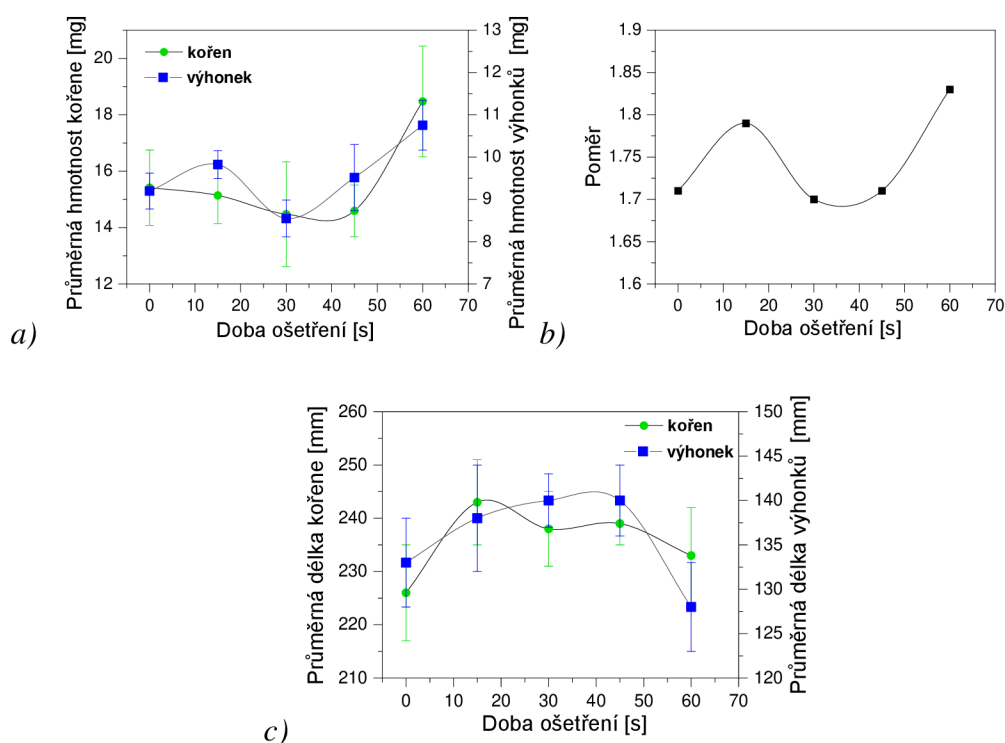 Průměrná hmotnost kořene [mg]
20
18
16
14
12
kořen
výhonek
13
12
11
10
9
8
7
Průměrná hmotnost výhonků [mg]
0 10 20 30 40 50 60 70
Doba ošetření [s]
a)
Poměr
1.9
1.85
1.8
1.75
1.7
1.65
1.6
0 10 20 30 40 50 60 70
Doba ošetření [s]
b)
Průměrná délka kořene [mm]
260
250
240
230
220
210
kořen
výhonek
150
145
140
135
130
125
120
Průměrná délka výhonků [mm]
0 10 20 30 40 50 60 70
Doba ošetření [s]
c)